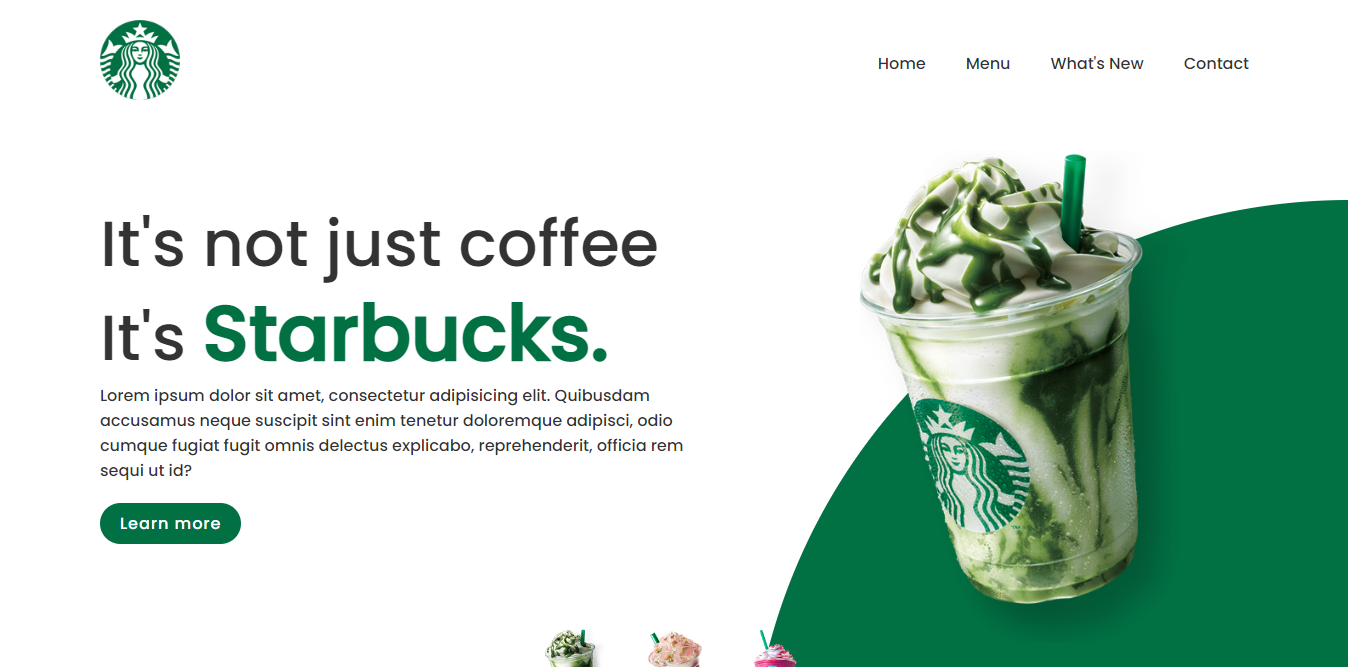 Home Menu What's New Contact
It's not just coffee
It's Starbucks.
Lorem ipsum dolor sit amet, consectetur adipisicing elit. Quibusdam
accusamus neque suscipit sint enim tenetur doloremque adipisci, odio
cumque fugiat fugit omnis delectus explicabo, reprehenderit, officia rem
sequi ut id?
Learn more